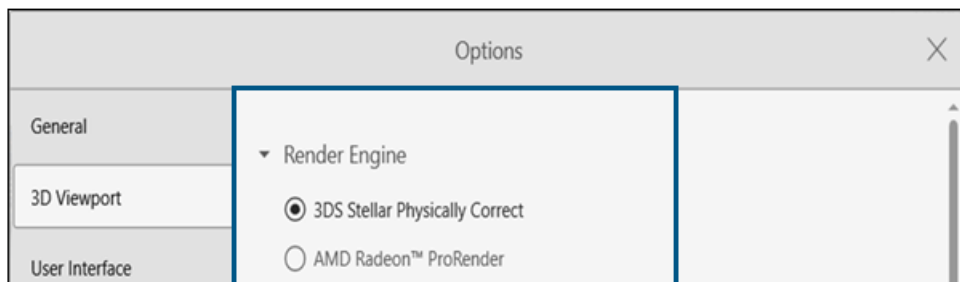 Options
General
3D Viewport
User Interface
Render Engine
3DS Stellar Physically Correct
AMD Radeon™ ProRender